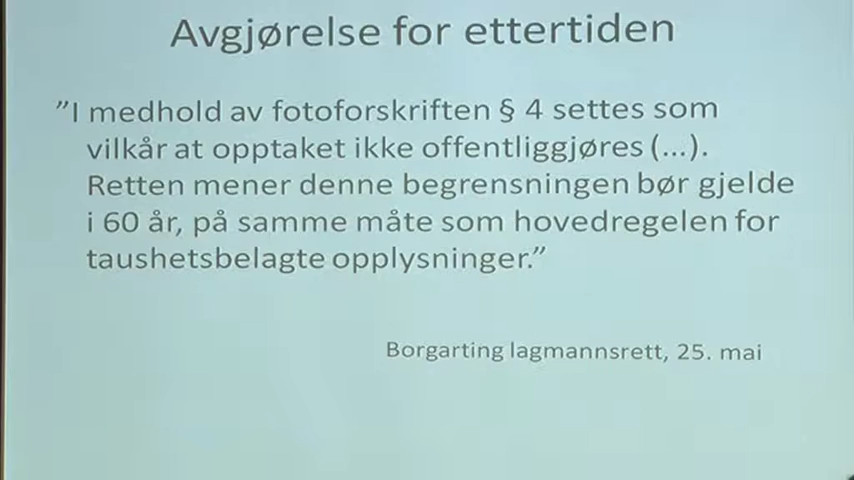 Avgjørelse for ettertiden
”I medhold av fotoforskriften § 4 settes som
vilkår at opptaket ikke offentliggjøres (...).
Retten mener denne begrensningen bør gjelde
i 60 år, på samme måte som hovedregelen for
taushetsbelagte opplysninger.”
Borgarting lagmannsrett, 25. mai